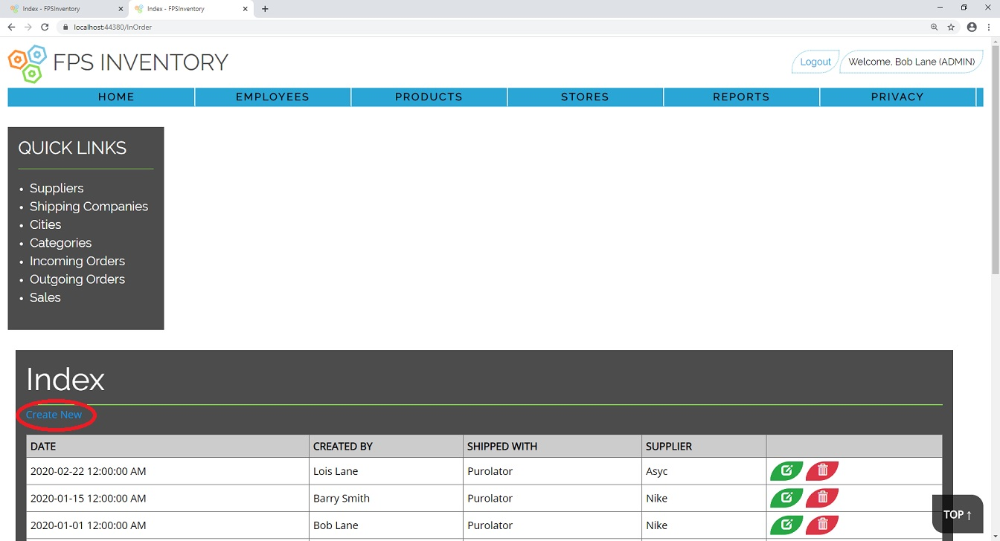 Index - FPSInventory
Index - FPSInventory
localhost:44380/InOrder
FPS INVENTORY
Logout
Welcome, Bob Lane (ADMIN)
HOME EMPLOYEES PRODUCTS STORES REPORTS PRIVACY
QUICK LINKS
• Suppliers
• Shipping Companies
• Cities
• Categories
• Incoming Orders
• Outgoing Orders
• Sales
Index
Create New
DATE CREATED BY SHIPPED WITH SUPPLIER
2020-02-22 12:00:00 AM Lois Lane Purolator Asyc
2020-01-15 12:00:00 AM Barry Smith Purolator Nike
2020-01-01 12:00:00 AM Bob Lane Purolator Nike
TOP ↑